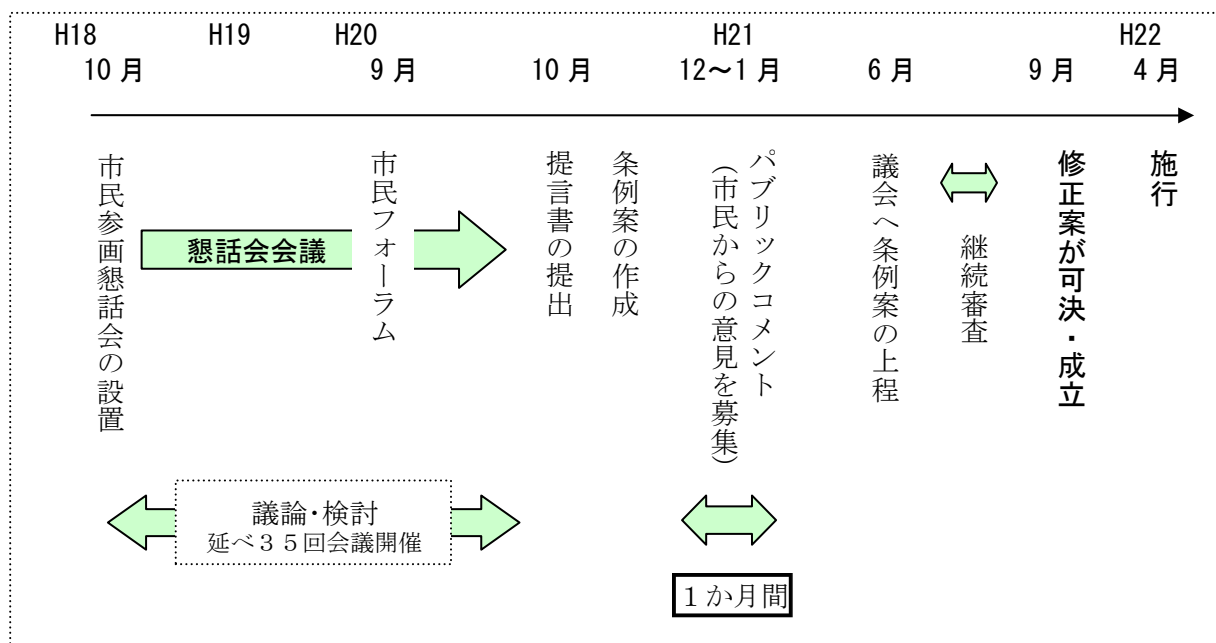 H18 H19 H20 H21 H22
10月 9月 10月 12～1月 6月 9月 4月
市民参画懇話会の設置
懇話会会議
市民フォーラム
提言書の提出
条例案の作成
パブリックコメント
（市民からの意見を募集）
議会へ条例案の上程
継続審査
修正案が可決・成立
施行
議論・検討
延べ３５回会議開催
１か月間